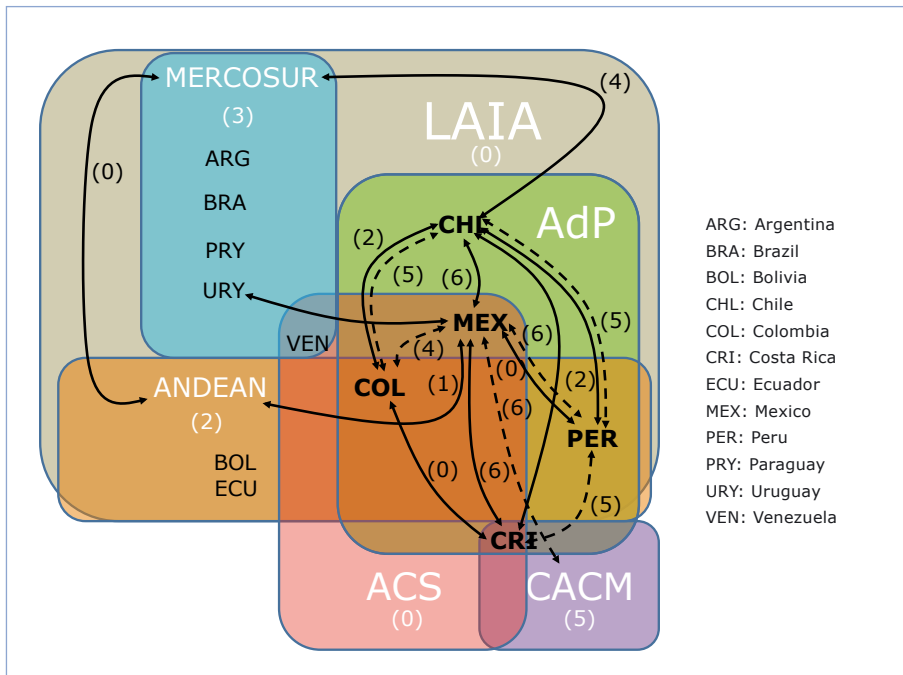 MERCOSUR
(3)
(4)
LAIA
(0)
(0)
ARG
BRA
PRY
URY
AdP
CHL
(2)
(5)
(6)
MEX
(6)
(5)
VEN
(4)
(0)
(2)
ANDEAN
(2)
COL
(1)
(6)
PER
BOL
ECU
(0)
(6)
(5)
CRI
ACS
(0)
CACM
(5)
ARG: Argentina
BRA: Brazil
BOL: Bolivia
CHL: Chile
COL: Colombia
CRI: Costa Rica
ECU: Ecuador
MEX: Mexico
PER: Peru
PRY: Paraguay
URY: Uruguay
VEN: Venezuela